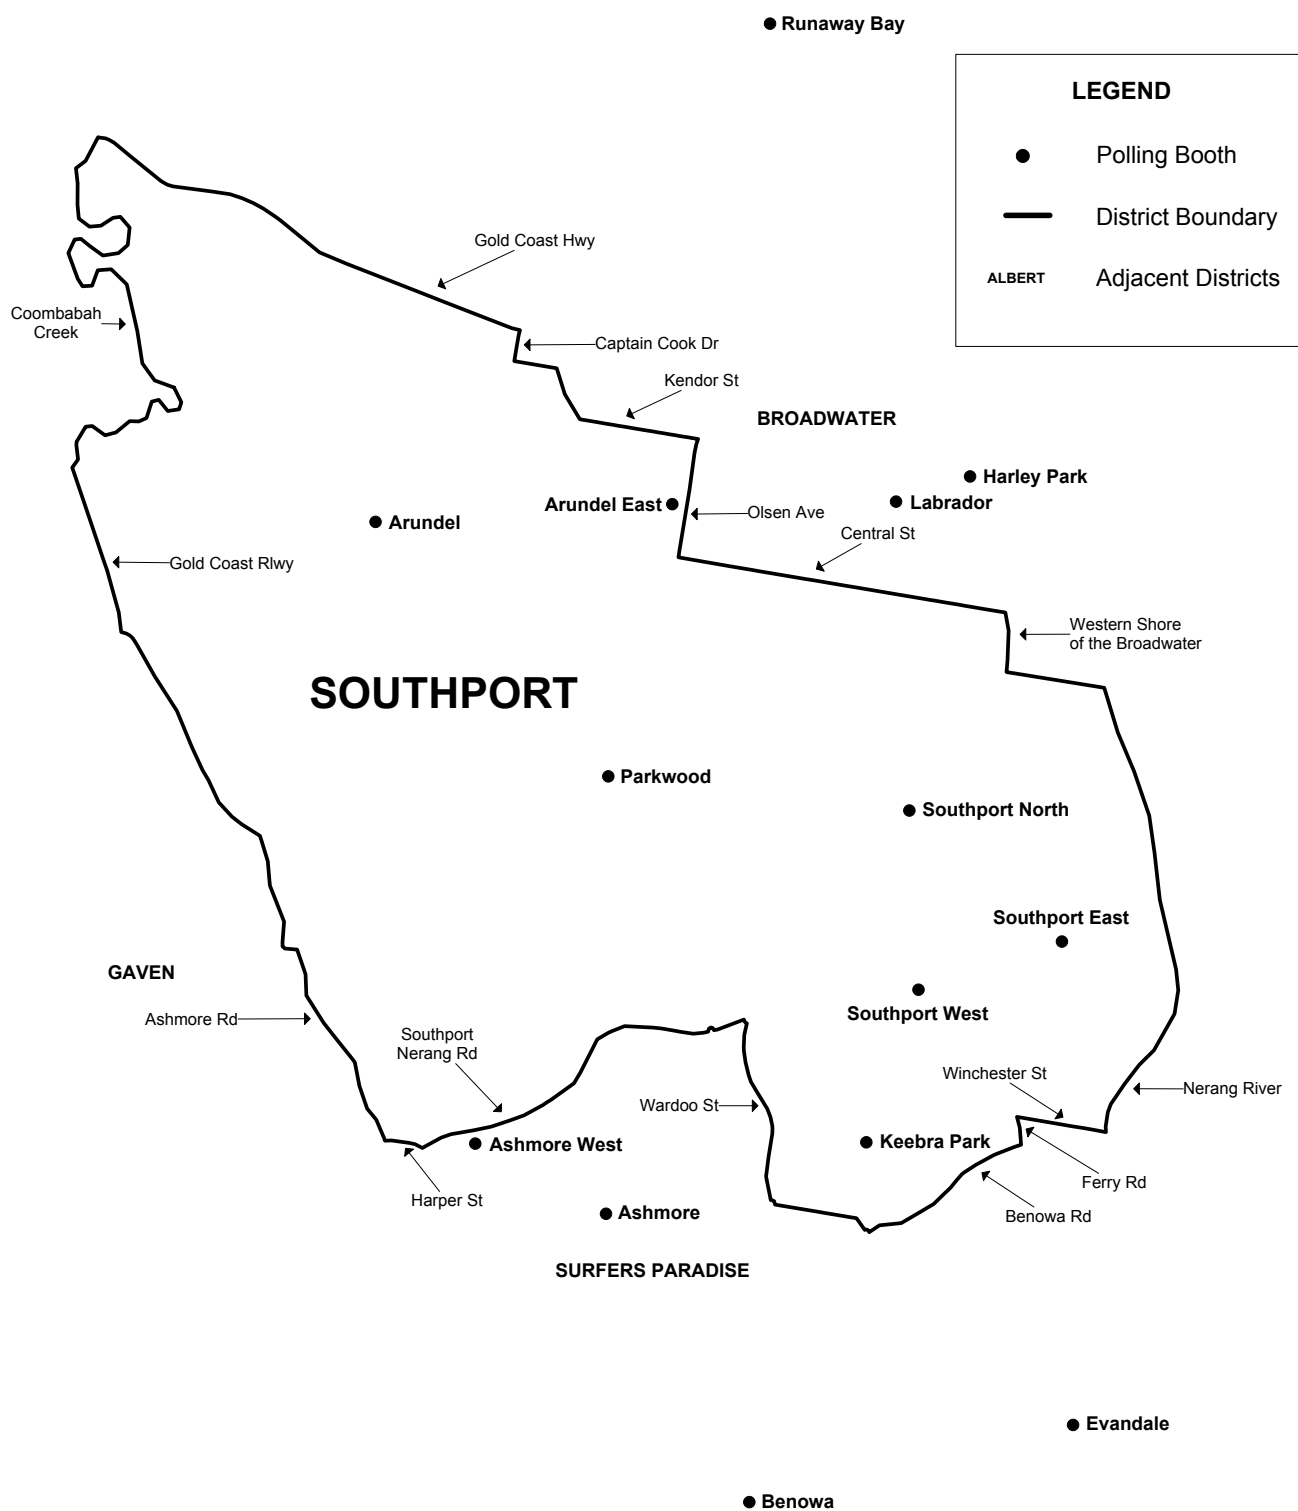 Runaway Bay
LEGEND
Polling Booth
District Boundary
ALBERT
Adjacent Districts
Gold Coast Hwy
Coombabah
Creek
Captain Cook Dr
Kendor St
BROADWATER
Harley Park
Labrador
Arundel East
Olsen Ave
Arundel
Central St
Gold Coast Rlwy
Western Shore
of the Broadwater
SOUTHPORT
Parkwood
Southport North
Southport East
GAVEN
Southport West
Ashmore Rd
Southport
Nerang Rd
Winchester St
Nerang River
Wardoo St
Keebra Park
Ashmore West
Ferry Rd
Harper St
Ashmore
Benowa Rd
SURFERS PARADISE
Evandale
Benowa